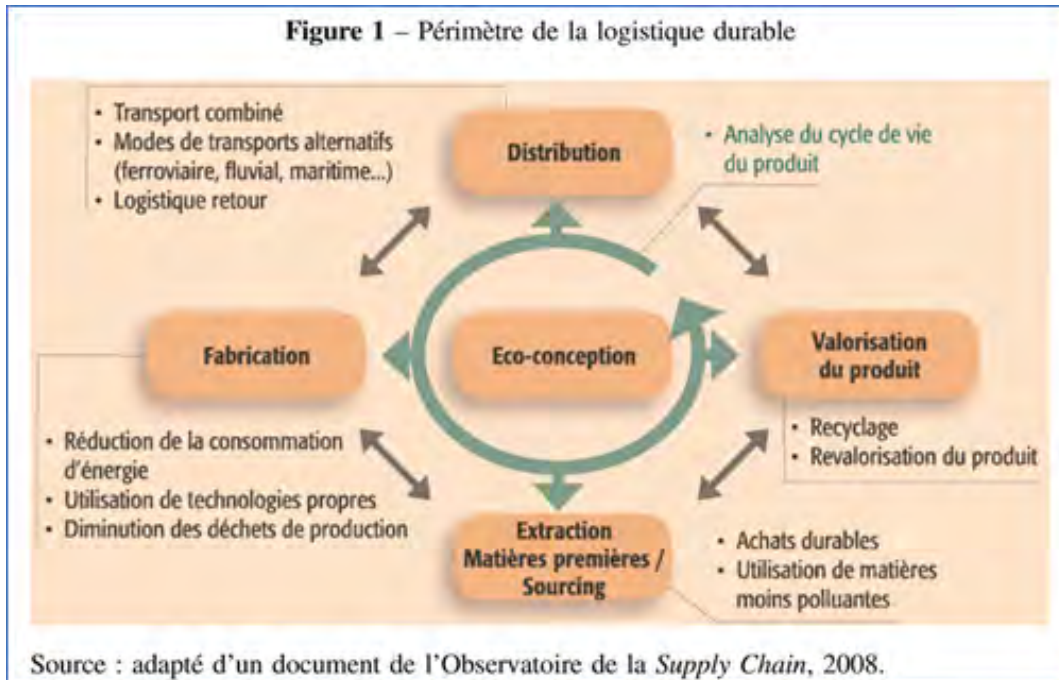 Figure 1 – Périmètre de la logistique durable
• Transport combiné
• Modes de transports alternatifs
(ferroviaire, fluvial, maritime...)
• Logistique retour
Distribution
• Analyse du cycle de vie
du produit
Fabrication
Eco-conception
Valorisation
du produit
• Réduction de la consommation
d'énergie
• Utilisation de technologies propres
• Diminution des déchets de production
• Recyclage
• Revalorisation du produit
Extraction
Matières premières /
Sourcing
• Achats durables
• Utilisation de matières
moins polluantes
Source : adapté d'un document de l'Observatoire de la Supply Chain, 2008.